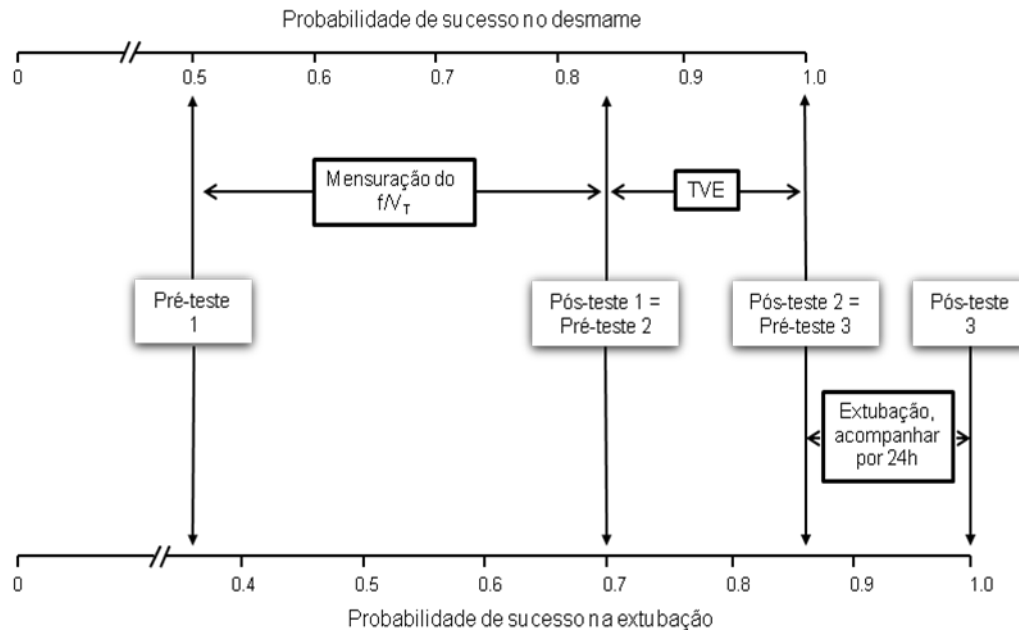 Probabilidade de sucesso no desmame
0 0.5 0.6 0.7 0.8 0.9 1.0
Mensuração do
f/V_T
TVE
Pré-teste
1
Pós-teste 1 =
Pré-teste 2
Pós-teste 2 =
Pré-teste 3
Pós-teste
3
Extubação,
acompanhar
por 24h
0 0.4 0.5 0.6 0.7 0.8 0.9 1.0
Probabilidade de sucesso na extubação